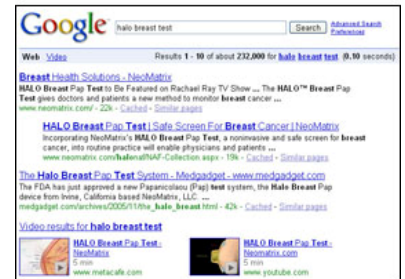 Google
halo breast test
Search
Advanced Search
Preferences
Web Video Results 1 - 10 of about 232,000 for halo breast test. (0.10 seconds)
Breast Health Solutions - NeoMatrix
HALO Breast Pap Test to Be Featured on Rachael Ray TV Show ... The HALO™ Breast Pap
Test gives doctors and patients a new method to monitor breast cancer ...
www.neomatrix.com/ - 22k - Cached - Similar pages
HALO Breast Pap Test | Safe Screen For Breast Cancer | NeoMatrix
Incorporating NeoMatrix's HALO Breast Pap Test, a noninvasive and safe screen for breast
cancer, into routine practice will enable physicians and patients ...
www.neomatrix.com/halenaf/NAF-Collection.aspx - 19k - Cached - Similar pages
The Halo Breast Pap Test System - Medgadget - www.medgadget.com
The FDA has just approved a new Papanicolaou (Pap) test system, the Halo Breast Pap
device from Irvine, California based NeoMatrix, LLC. ...
medgadget.com/archives/2005/11/the_halo_breast.html - 42k - Cached - Similar pages
Video results for halo breast test
HALO Breast Pap Test -
NeoMatrix
5 min
www.metacafe.com
HALO Breast Pap Test -
NeoMatrix.com
5 min
www.youtube.com